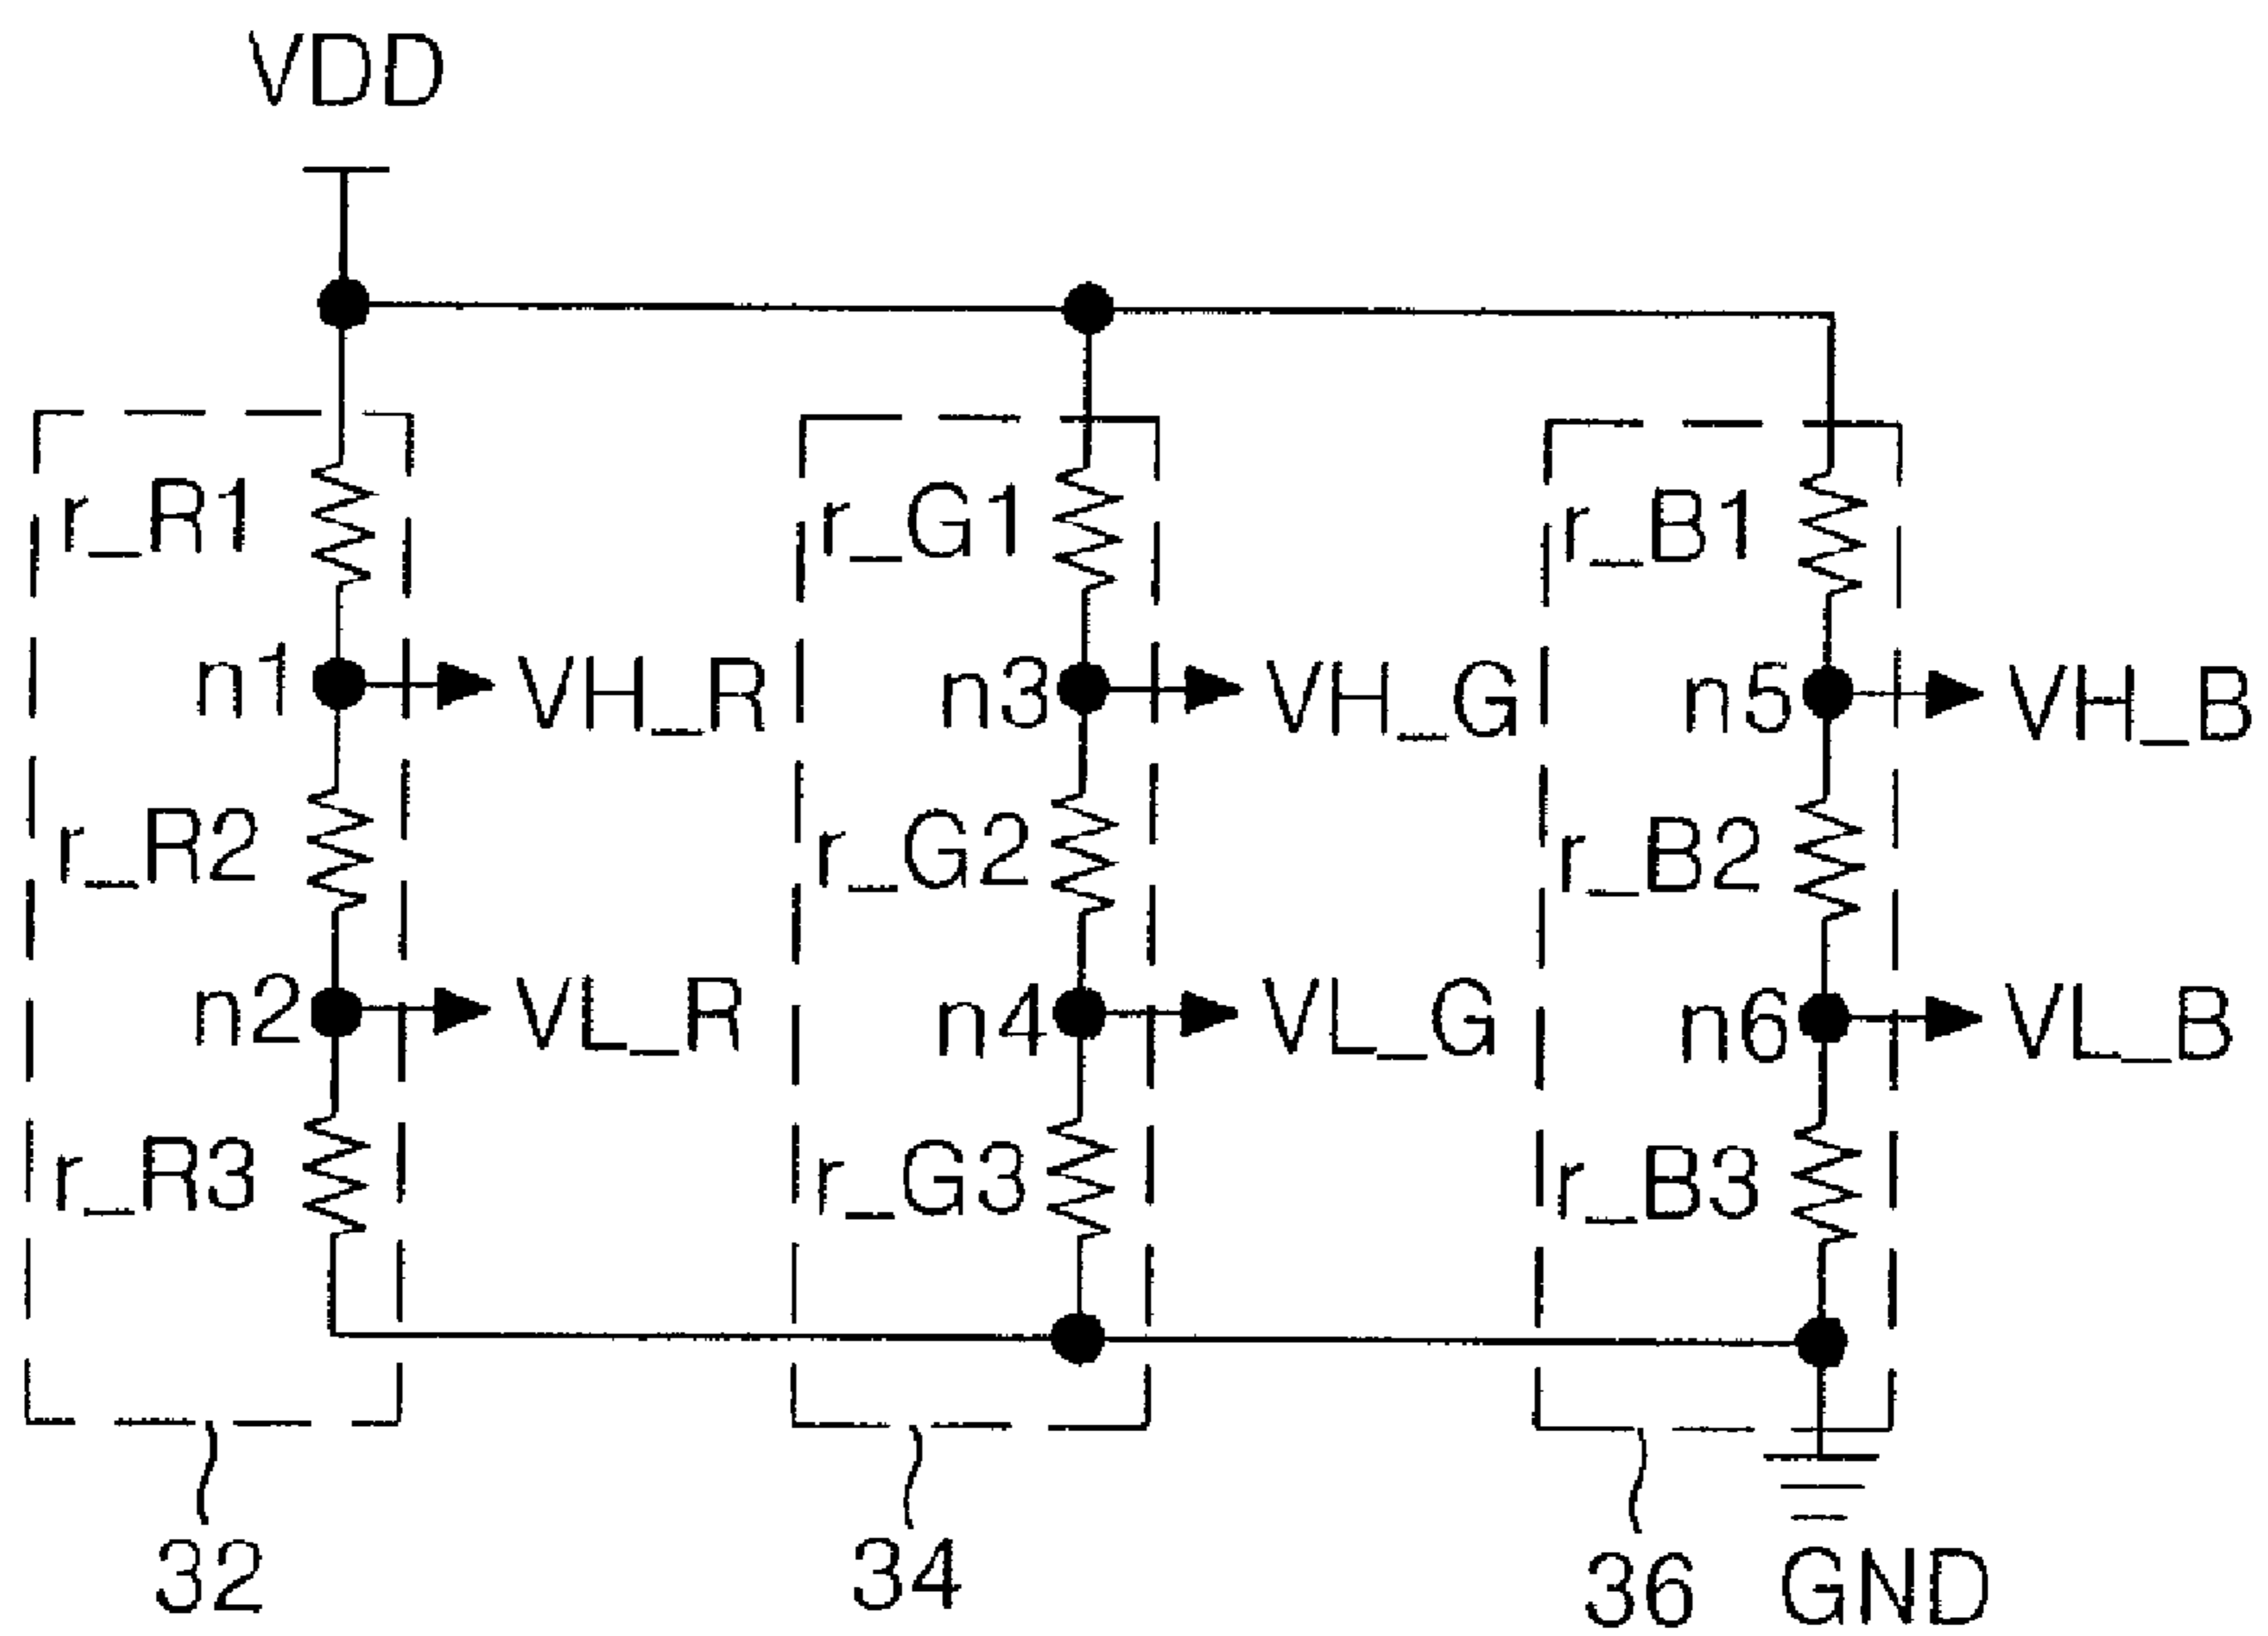 VDD
r_R1 r_G1 r_B1
n1 VH_R n3 VH_G n5 VH_B
r_R2 r_G2 r_B2
n2 VL_R n4 VL_G n6 VL_B
r_R3 r_G3 r_B3
32 34 36 GND